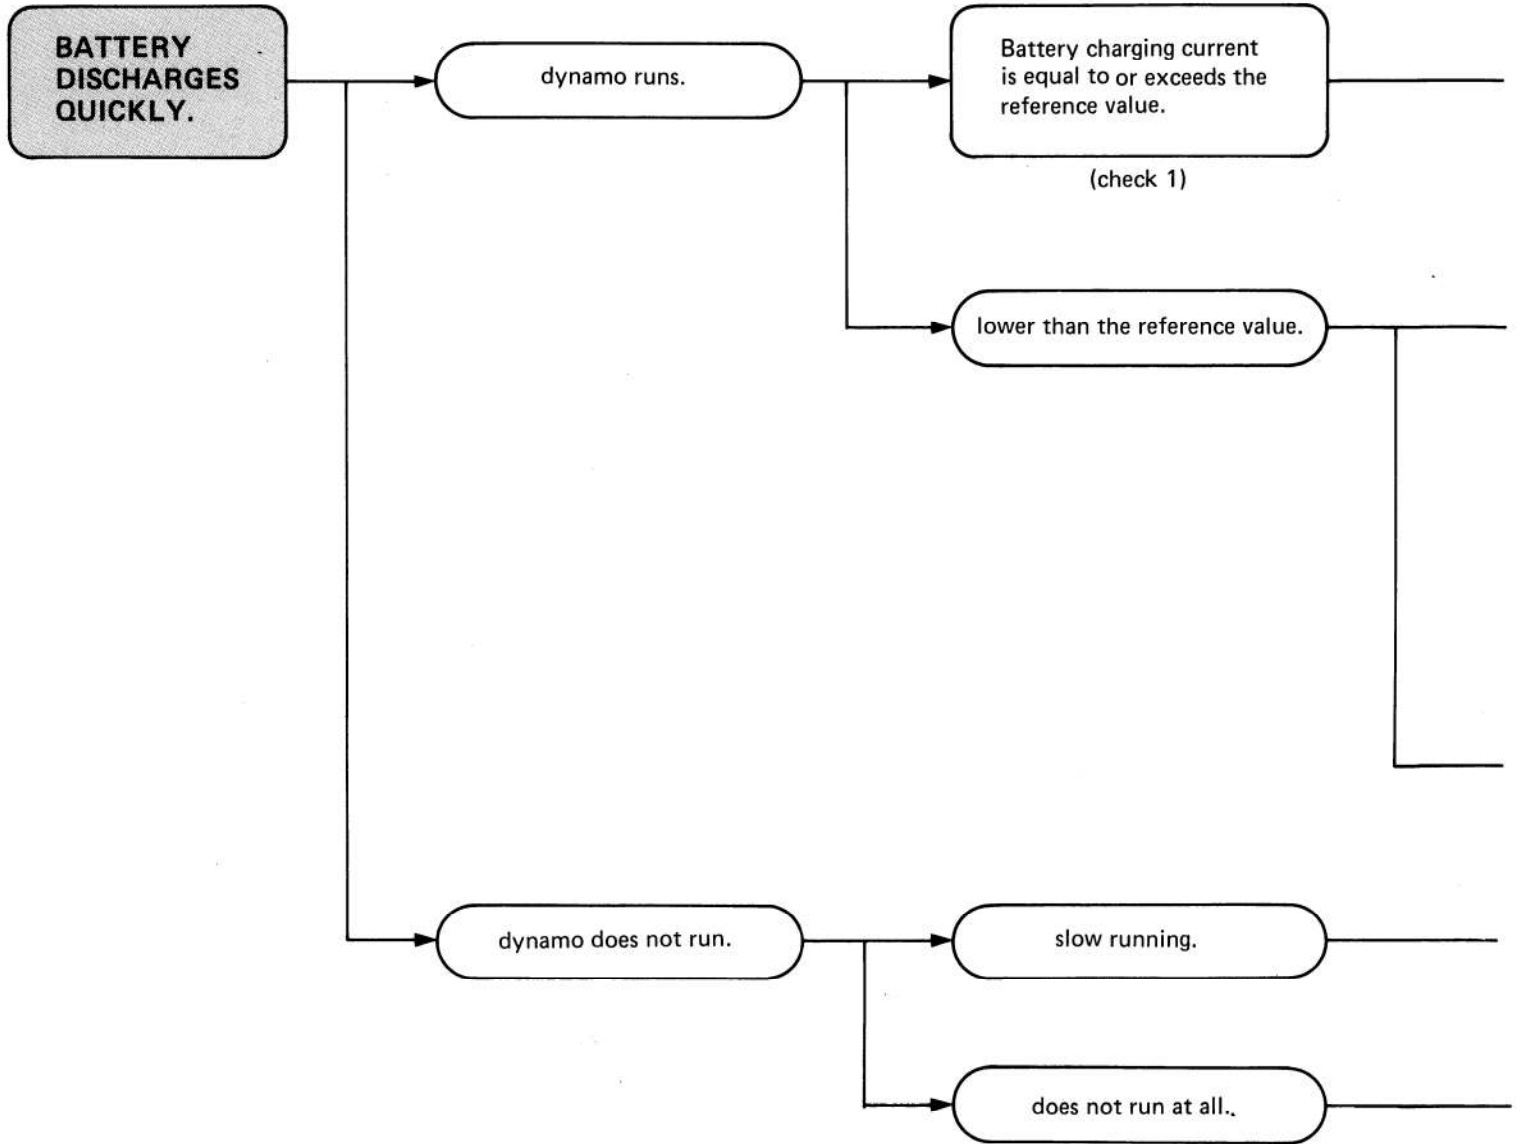 BATTERY
DISCHARGES
QUICKLY.
dynamo runs.
Battery charging current
is equal to or exceeds the
reference value.
(check 1)
lower than the reference value.
dynamo does not run.
slow running.
does not run at all.